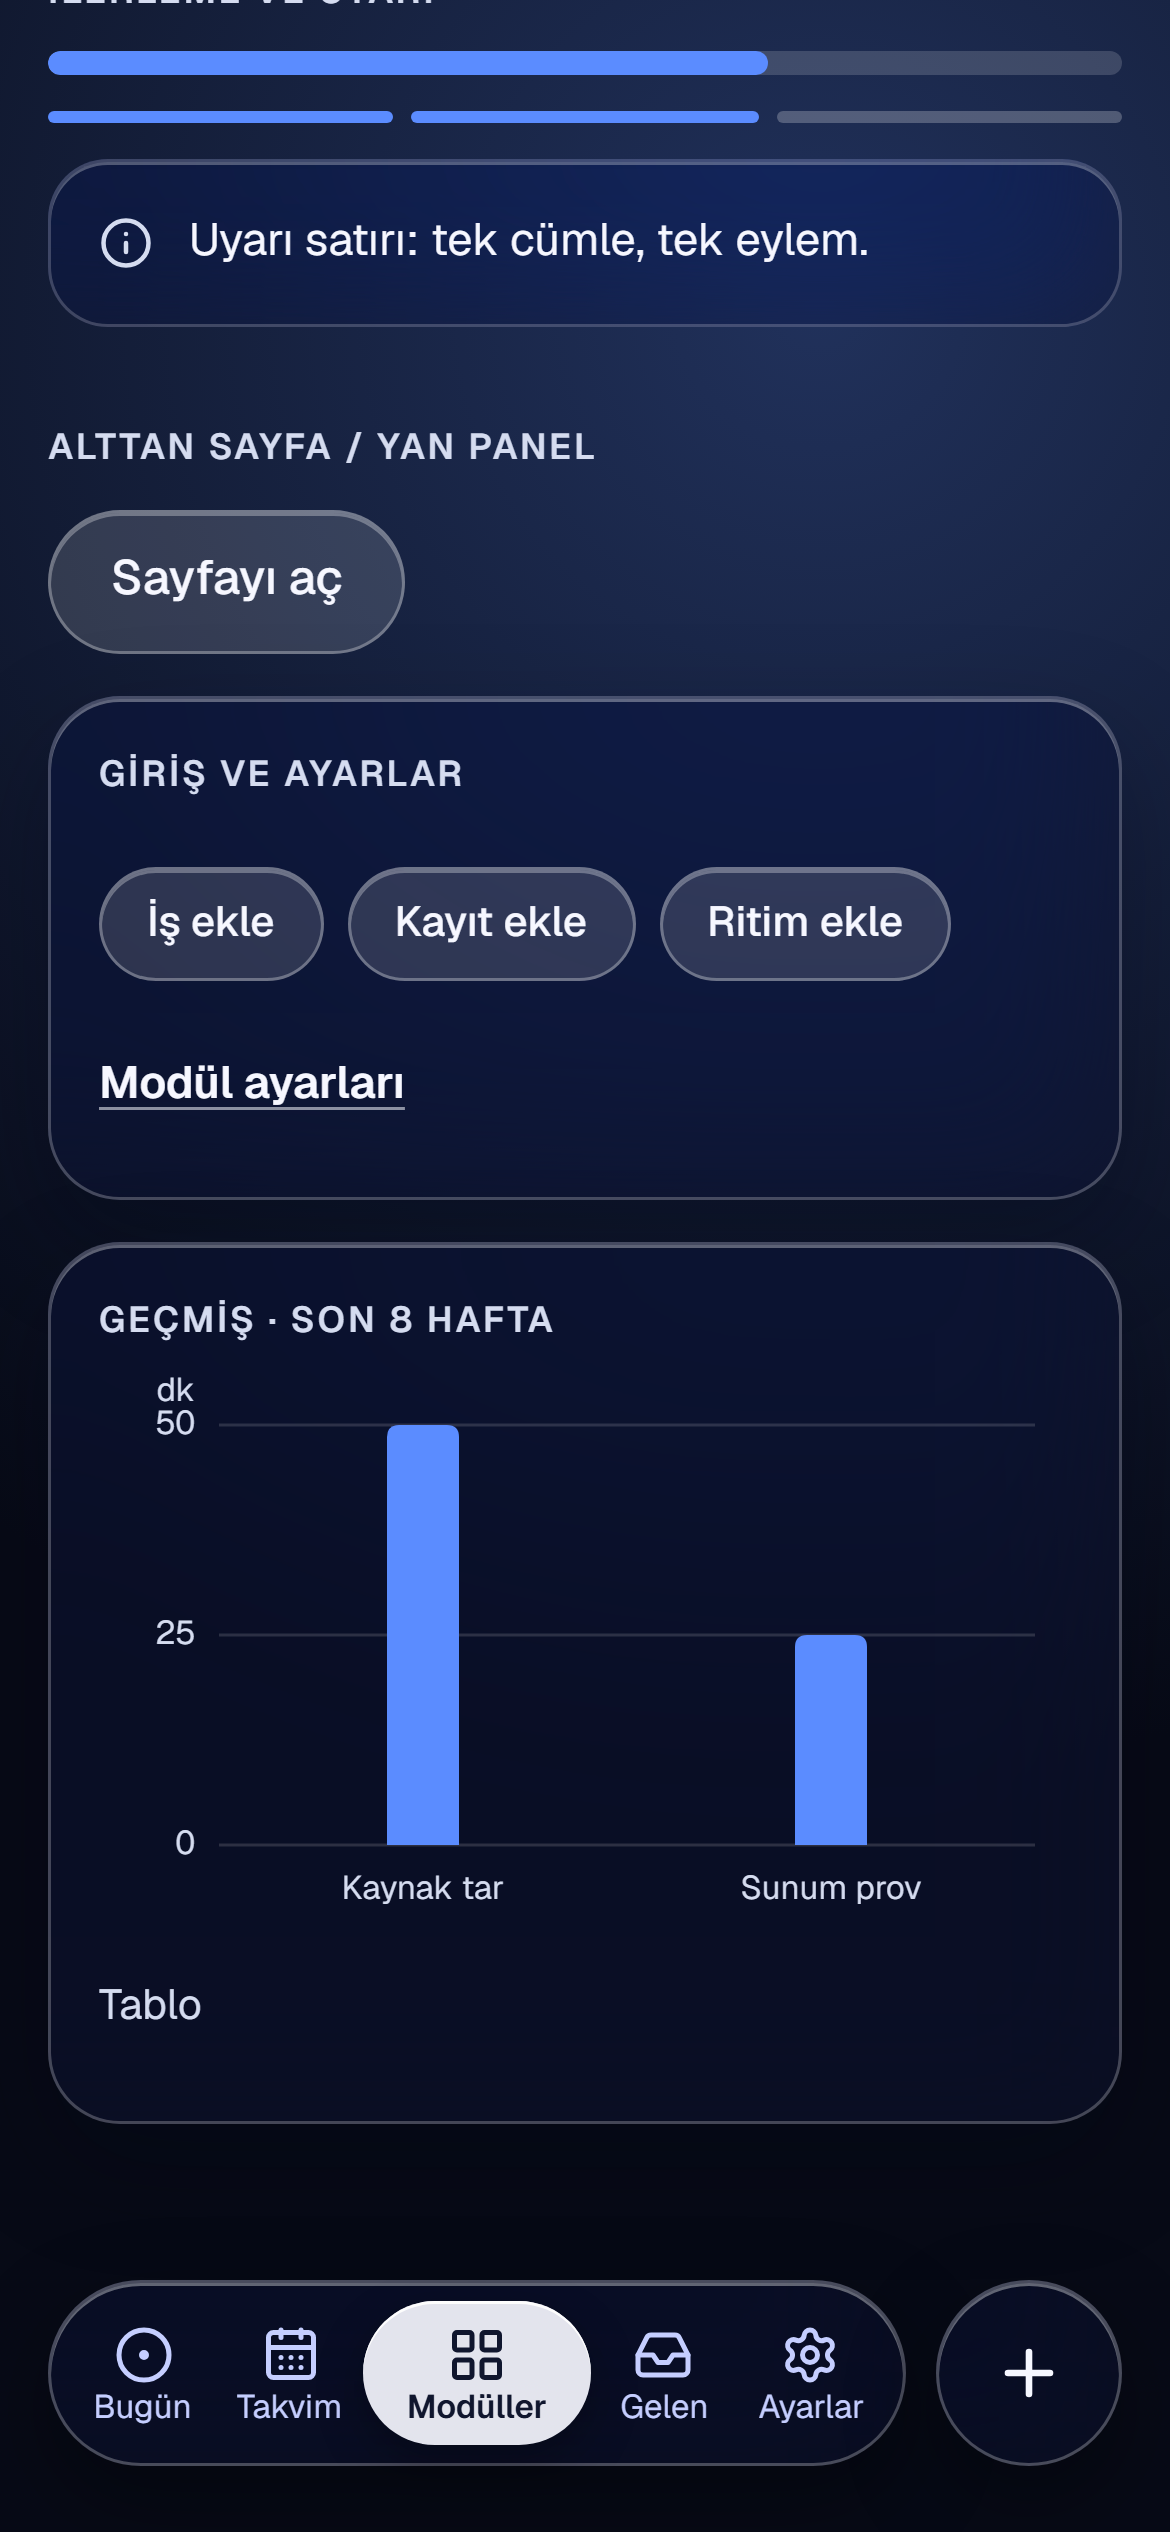 Uyarı satırı: tek cümle, tek eylem.
ALTTAN SAYFA / YAN PANEL
Sayfayı aç
GİRİŞ VE AYARLAR
İş ekle
Kayıt ekle
Ritim ekle
Modül ayarları
GEÇMİŞ · SON 8 HAFTA
dk
50
25
0
Kaynak tar
Sunum prov
Tablo
Bugün
Takvim
Modüller
Gelen
Ayarlar